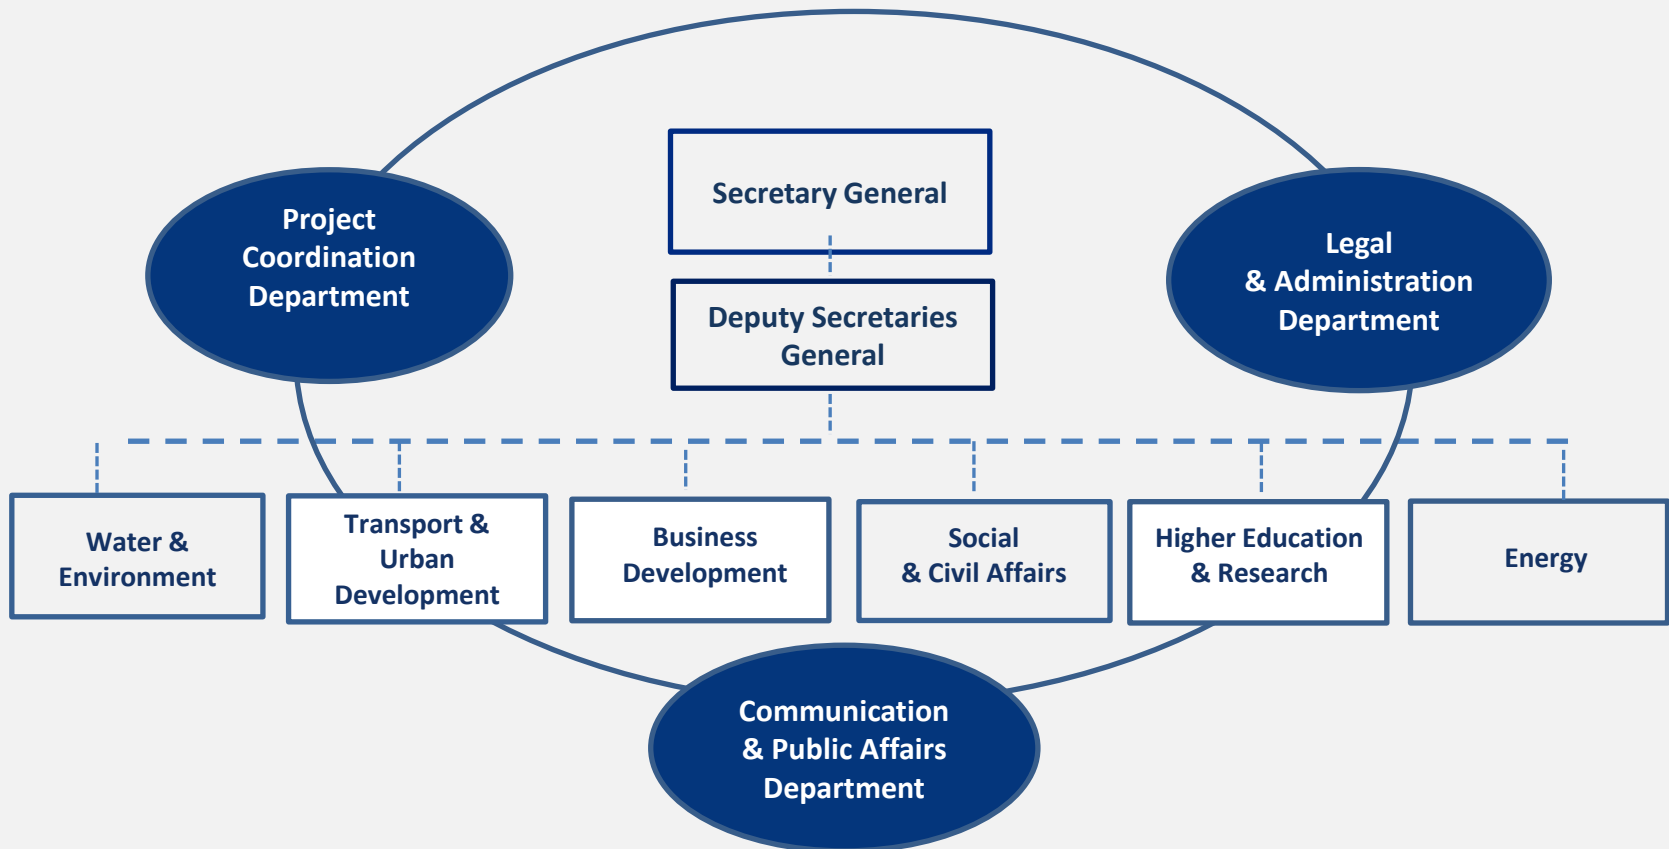 Secretary General
Project
Coordination
Department
Legal
& Administration
Department
Deputy Secretaries
General
Water &
Environment
Transport &
Urban
Development
Business
Development
Social
& Civil Affairs
Higher Education
& Research
Energy
Communication
& Public Affairs
Department